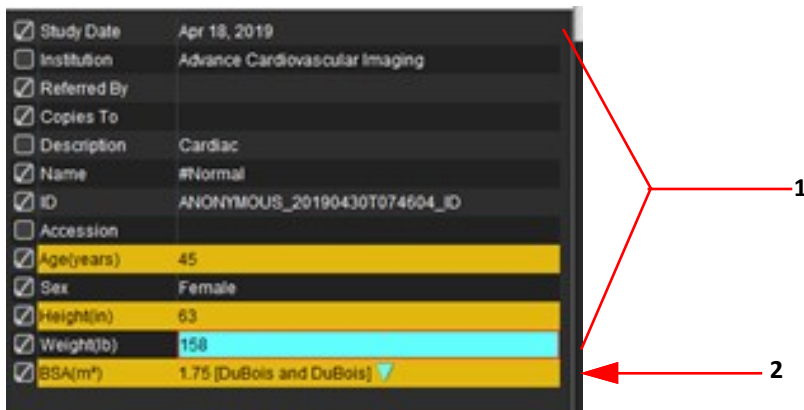 Study Date Apr 18, 2019
Institution Advance Cardiovascular Imaging
Referred By
Copies To
Description Cardiac
Name #Normal
ID ANONYMOUS_20190430T074604_ID
Accession
Age(years) 45
Sex Female
Height(in) 63
Weight(lb) 158
BSA(m²) 1.75 [DuBois and DuBois]
1
2